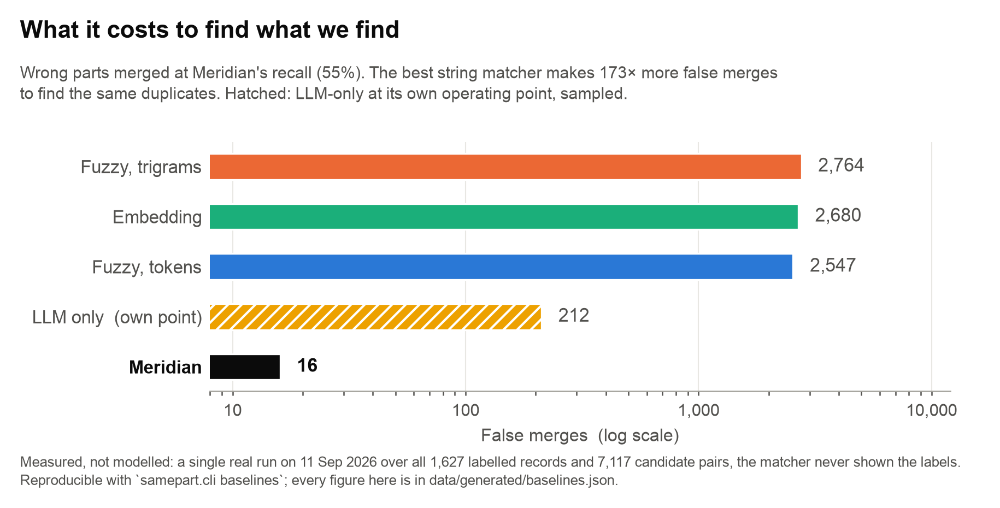 What it costs to find what we find
Wrong parts merged at Meridian's recall (55%). The best string matcher makes 173× more false merges
to find the same duplicates. Hatched: LLM-only at its own operating point, sampled.
Fuzzy, trigrams 2,764
Embedding 2,680
Fuzzy, tokens 2,547
LLM only (own point) 212
Meridian 16
10 100 1,000 10,000
False merges (log scale)
Measured, not modelled: a single real run on 11 Sep 2026 over all 1,627 labelled records and 7,117 candidate pairs, the matcher never shown the labels.
Reproducible with `samepart.cli baselines`; every figure here is in data/generated/baselines.json.